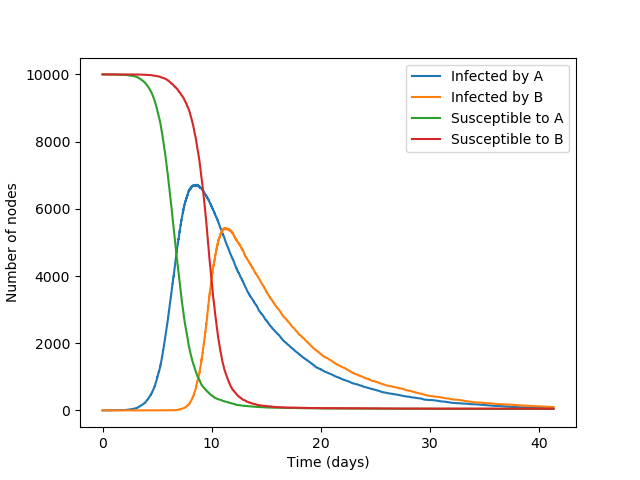 Infected by A
Infected by B
Susceptible to A
Susceptible to B
Number of nodes
10000
8000
6000
4000
2000
0
0 10 20 30 40
Time (days)